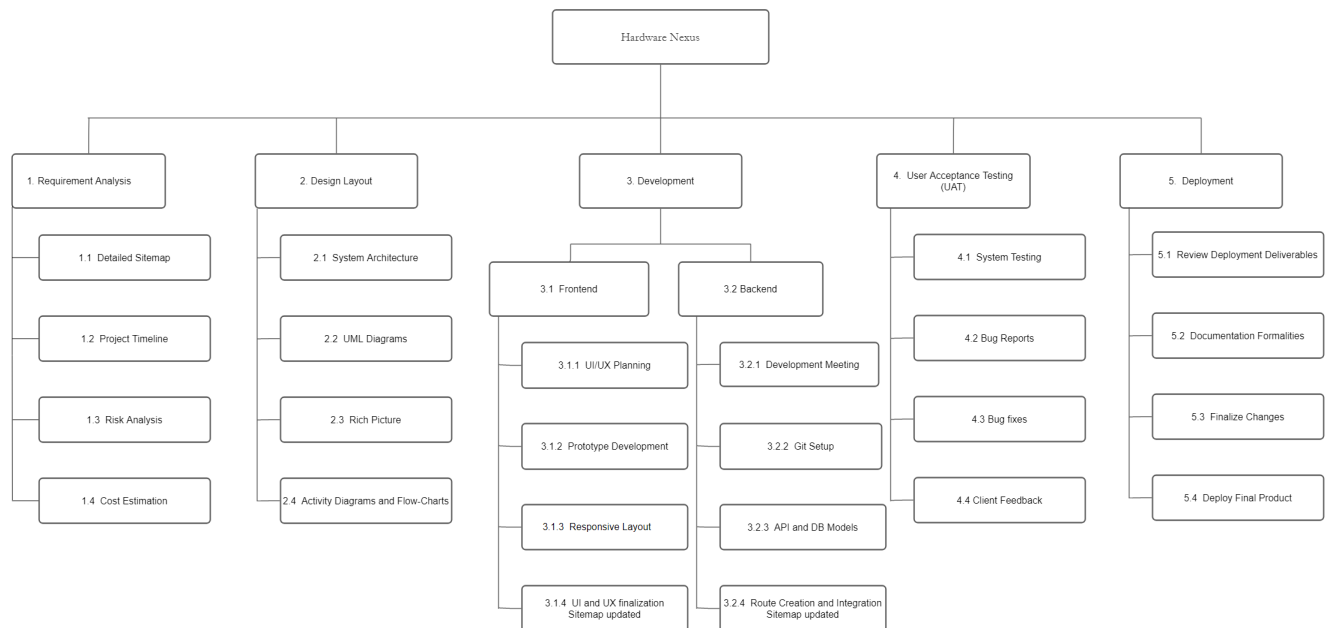 Hardware Nexus
1. Requirement Analysis
1.1 Detailed Sitemap
1.2 Project Timeline
1.3 Risk Analysis
1.4 Cost Estimation
2. Design Layout
2.1 System Architecture
2.2 UML Diagrams
2.3 Rich Picture
2.4 Activity Diagrams and Flow-Charts
3. Development
3.1 Frontend
3.1.1 UI/UX Planning
3.1.2 Prototype Development
3.1.3 Responsive Layout
3.1.4 UI and UX finalization
Sitemap updated
3.2 Backend
3.2.1 Development Meeting
3.2.2 Git Setup
3.2.3 API and DB Models
3.2.4 Route Creation and Integration
Sitemap updated
4. User Acceptance Testing
(UAT)
4.1 System Testing
4.2 Bug Reports
4.3 Bug fixes
4.4 Client Feedback
5. Deployment
5.1 Review Deployment Deliverables
5.2 Documentation Formalities
5.3 Finalize Changes
5.4 Deploy Final Product